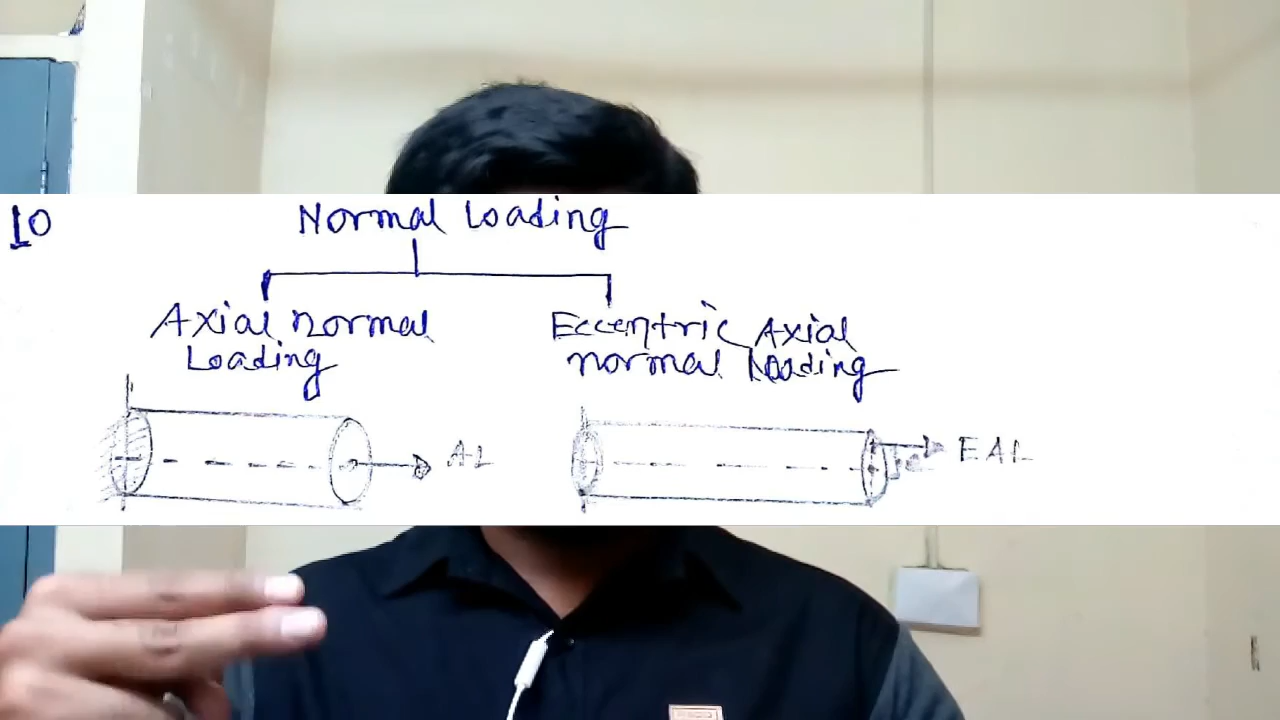 10
Normal Loading
Axial normal
Loading
Eccentric Axial
normal Loading
AL
e
EAL